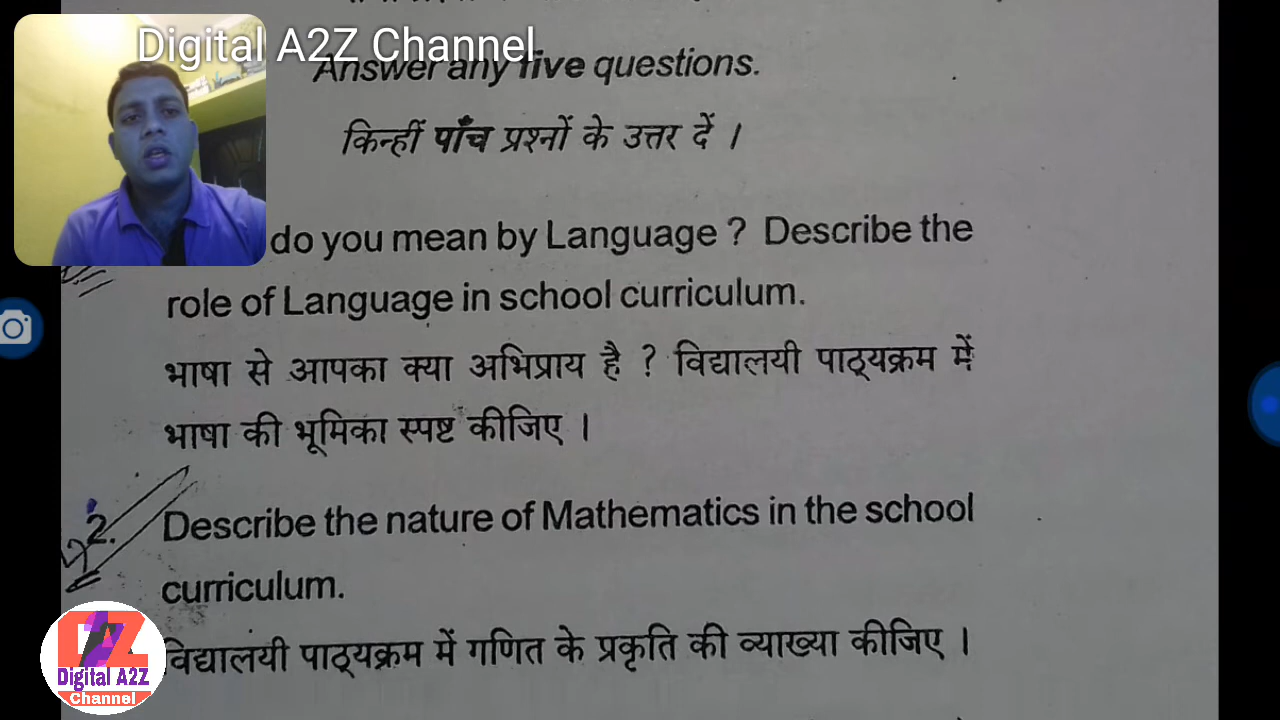 Digital A2Z Channel
Answer any five questions.
किन्हीं पाँच प्रश्नों के उत्तर दें ।
do you mean by Language ? Describe the
role of Language in school curriculum.
भाषा से आपका क्या अभिप्राय है ? विद्यालयी पाठ्यक्रम में
भाषा की भूमिका स्पष्ट कीजिए ।
2. Describe the nature of Mathematics in the school
curriculum.
विद्यालयी पाठ्यक्रम में गणित के प्रकृति की व्याख्या कीजिए ।
A2Z
Digital A2Z
Channel